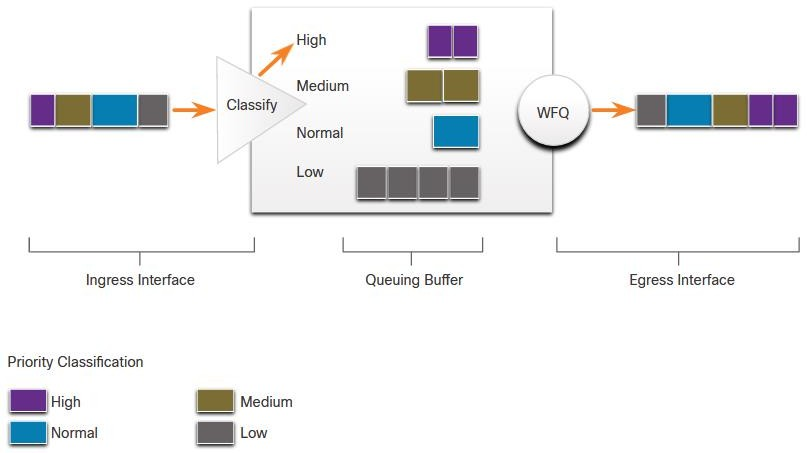 High
Medium
Classify
WFQ
Normal
Low
Ingress Interface
Queuing Buffer
Egress Interface
Priority Classification
High
Medium
Normal
Low